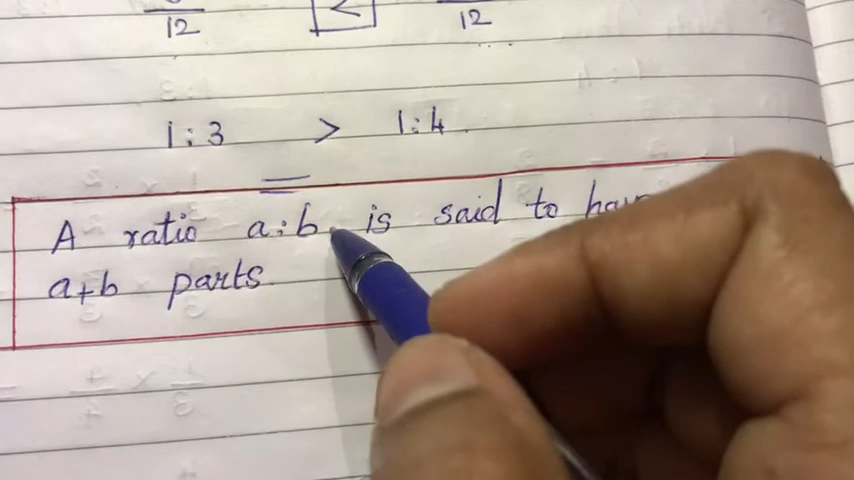 12 < 12
1:3 > 1:4
A ratio a:b is said to
a+b parts